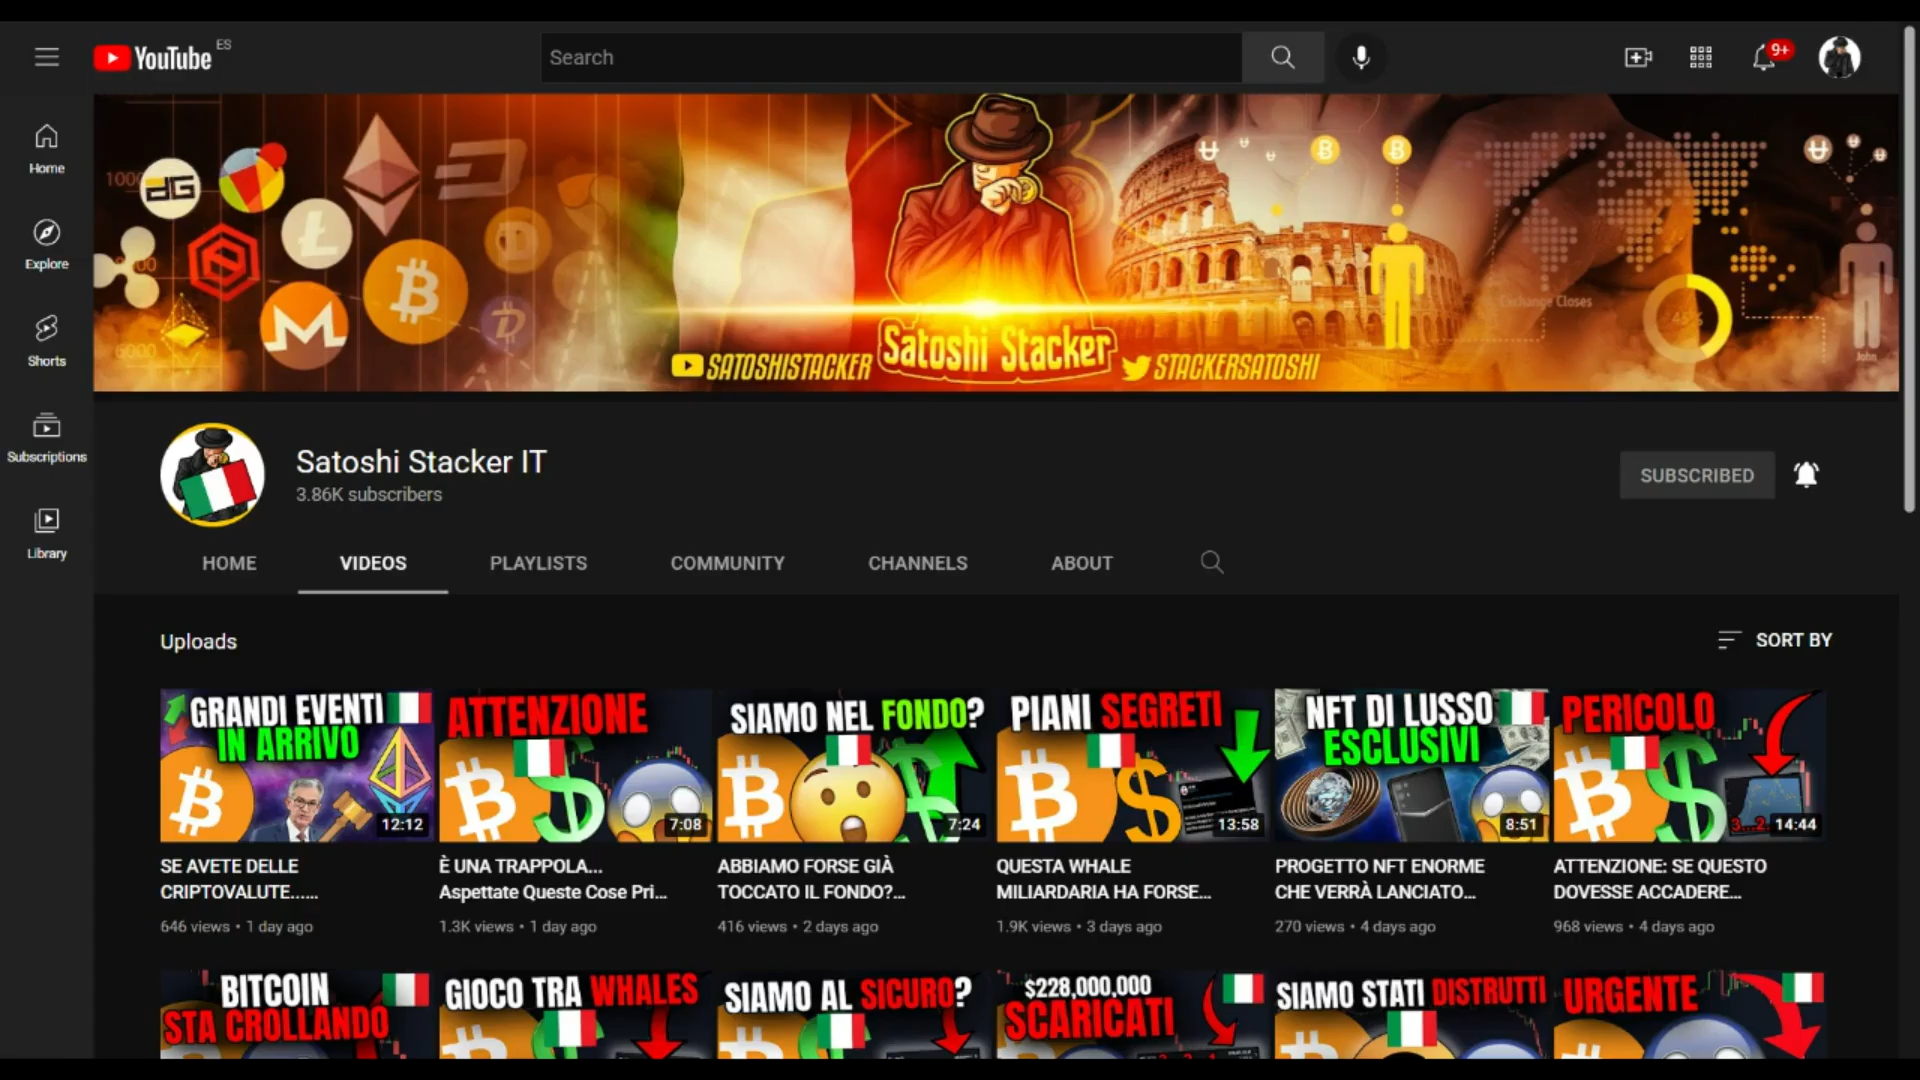 YouTube ES
Search
9+
Home
Explore
Shorts
Subscriptions
Library
Exchange Closes
45%
John
SATOSHISTACKER
Satoshi Stacker
STACKERSATOSHI
Satoshi Stacker IT
3.86K subscribers
SUBSCRIBED
HOME
VIDEOS
PLAYLISTS
COMMUNITY
CHANNELS
ABOUT
Uploads
SORT BY
GRANDI EVENTI
IN ARRIVO
12:12
ATTENZIONE
7:08
SIAMO NEL FONDO?
7:24
PIANI SEGRETI
13:58
NFT DI LUSSO
ESCLUSIVI
8:51
PERICOLO
3...2
14:44
SE AVETE DELLE
CRIPTOVALUTE......
646 views • 1 day ago
È UNA TRAPPOLA...
Aspettate Queste Cose Pri...
1.3K views • 1 day ago
ABBIAMO FORSE GIÀ
TOCCATO IL FONDO?...
416 views • 2 days ago
QUESTA WHALE
MILIARDARIA HA FORSE...
1.9K views • 3 days ago
PROGETTO NFT ENORME
CHE VERRÀ LANCIATO...
270 views • 4 days ago
ATTENZIONE: SE QUESTO
DOVESSE ACCADERE...
968 views • 4 days ago
BITCOIN
STA CROLLANDO
GIOCO TRA WHALES
SIAMO AL SICURO?
$228,000,000
SCARICATI
SIAMO STATI DISTRUTTI
URGENTE